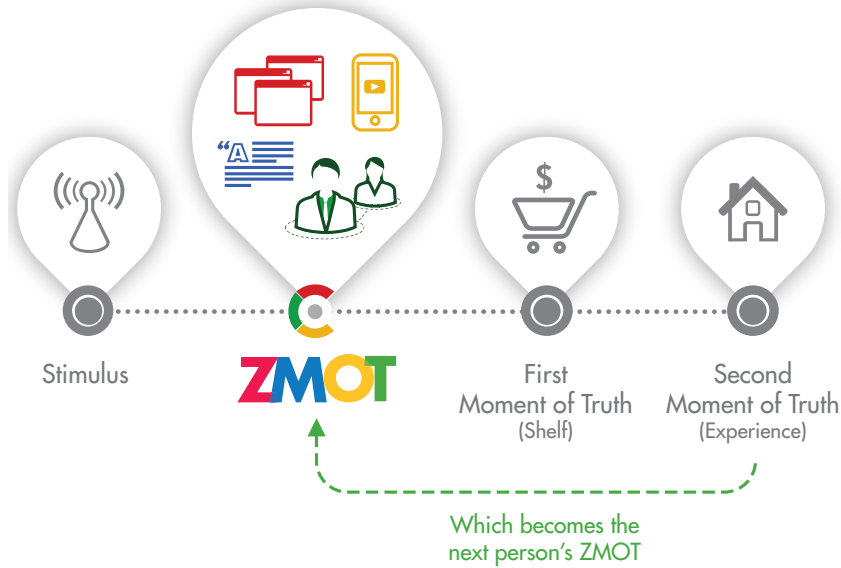 “A
$
Stimulus
ZMOT
First
Moment of Truth
(Shelf)
Second
Moment of Truth
(Experience)
Which becomes the
next person’s ZMOT